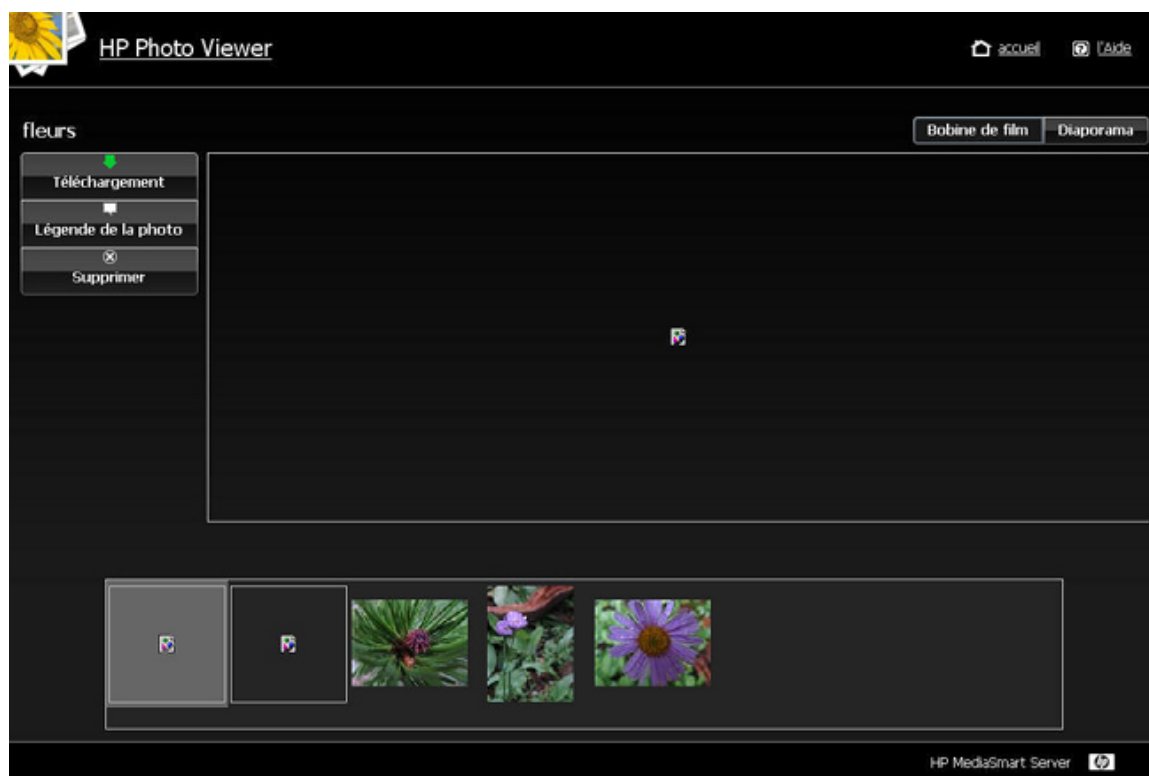 HP Photo Viewer
accueil
l'Aide
fleurs
Bobine de film
Diaporama
Téléchargement
Légende de la photo
Supprimer
HP MediaSmart Server
hp